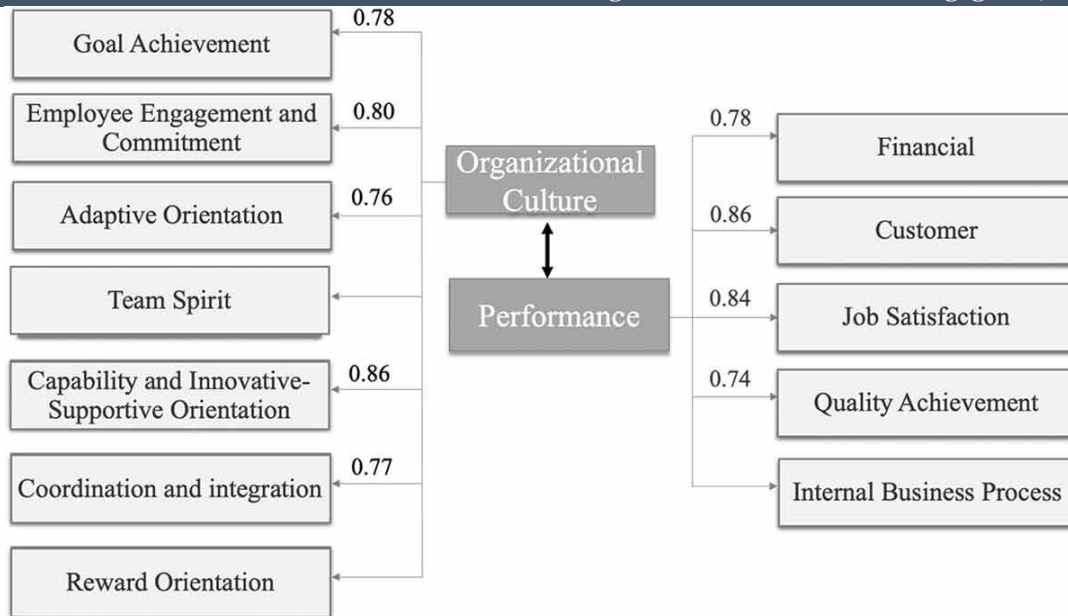 0.78
Goal Achievement
0.80
Employee Engagement and
Commitment
0.76
Adaptive Orientation
Team Spirit
0.86
Capability and Innovative-
Supportive Orientation
0.77
Coordination and integration
Reward Orientation
Organizational
Culture
Performance
0.78
Financial
0.86
Customer
0.84
Job Satisfaction
0.74
Quality Achievement
Internal Business Process